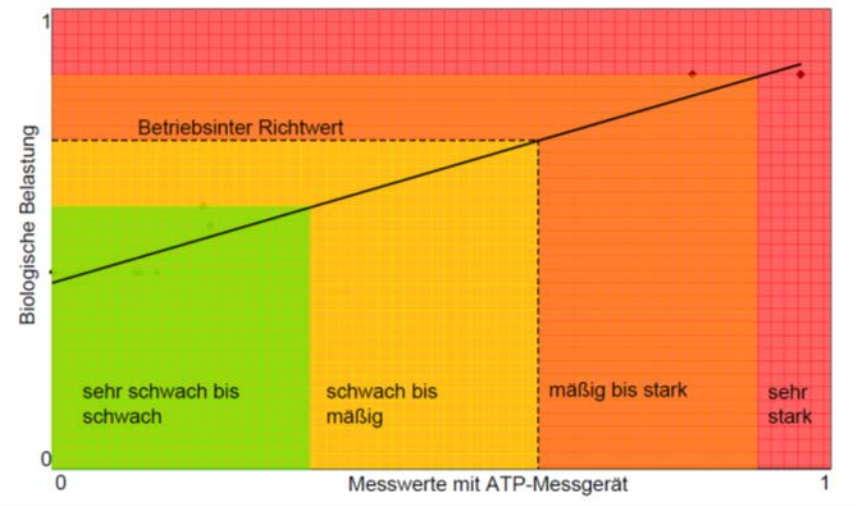 1
Betriebsinter Richtwert
Biologische Belastung
sehr schwach bis
schwach
schwach bis
mäßig
mäßig bis stark
sehr
stark
0
0
Messwerte mit ATP-Messgerät
1